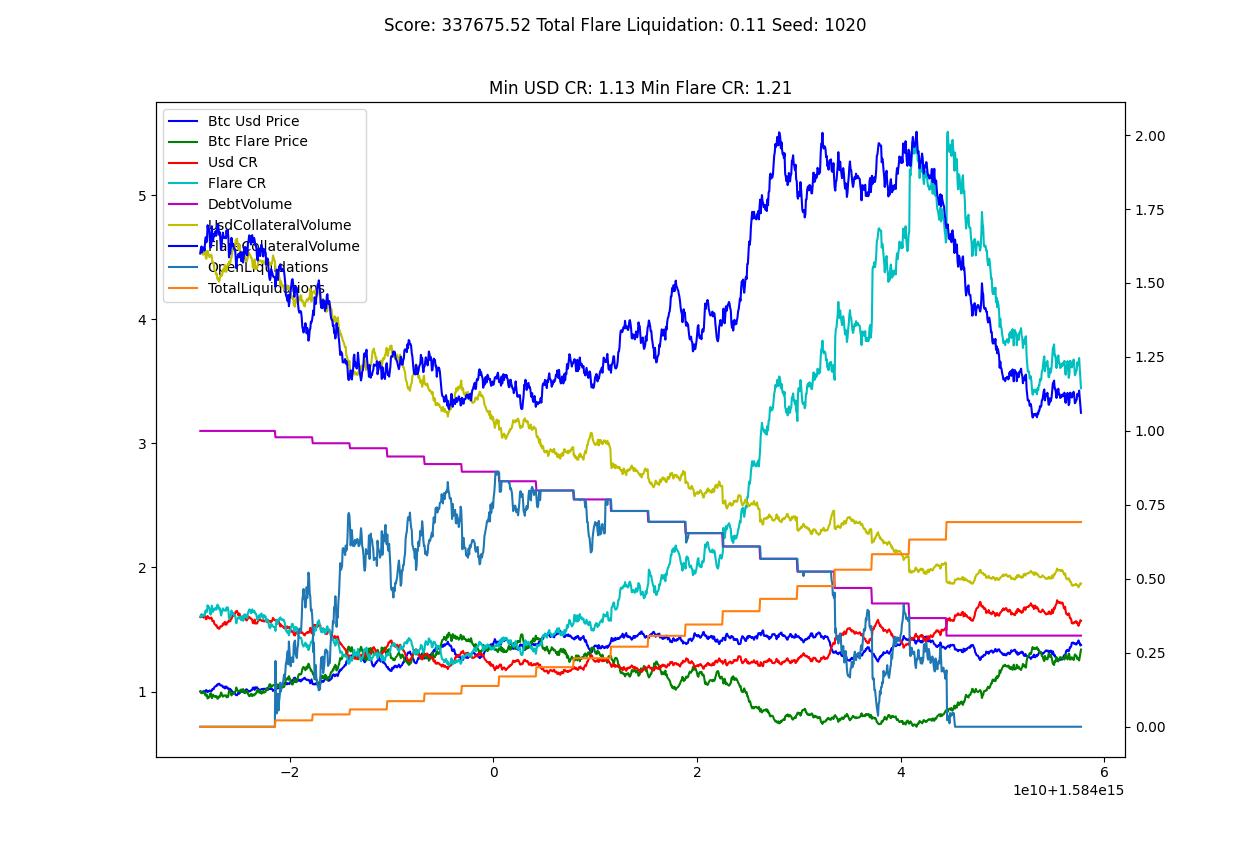 Score: 337675.52 Total Flare Liquidation: 0.11 Seed: 1020
Min USD CR: 1.13 Min Flare CR: 1.21
Btc Usd Price
Btc Flare Price
Usd CR
Flare CR
DebtVolume
UsdCollateralVolume
FlareCollateralVolume
OpenLiquidations
TotalLiquidations
5
4
3
2
1
2.00
1.75
1.50
1.25
1.00
0.75
0.50
0.25
0.00
−2
0
2
4
6
1e10+1.584e15